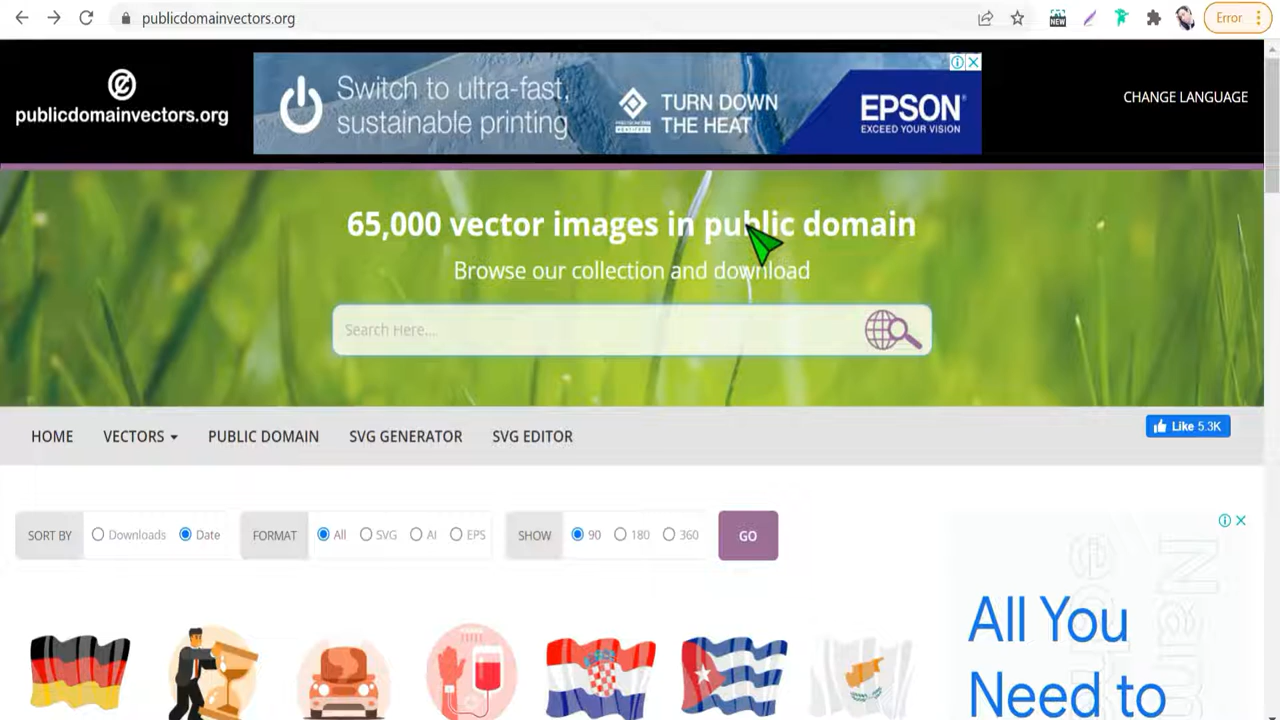 publicdomainvectors.org
NEW
Error
publicdomainvectors.org
Switch to ultra-fast,
sustainable printing
TURN DOWN
THE HEAT
EPSON
EXCEED YOUR VISION
CHANGE LANGUAGE
65,000 vector images in public domain
Browse our collection and download
Search Here...
HOME
VECTORS
PUBLIC DOMAIN
SVG GENERATOR
SVG EDITOR
Like 5.3K
SORT BY
Downloads
Date
FORMAT
All
SVG
AI
EPS
SHOW
90
180
360
GO
All You
Need to